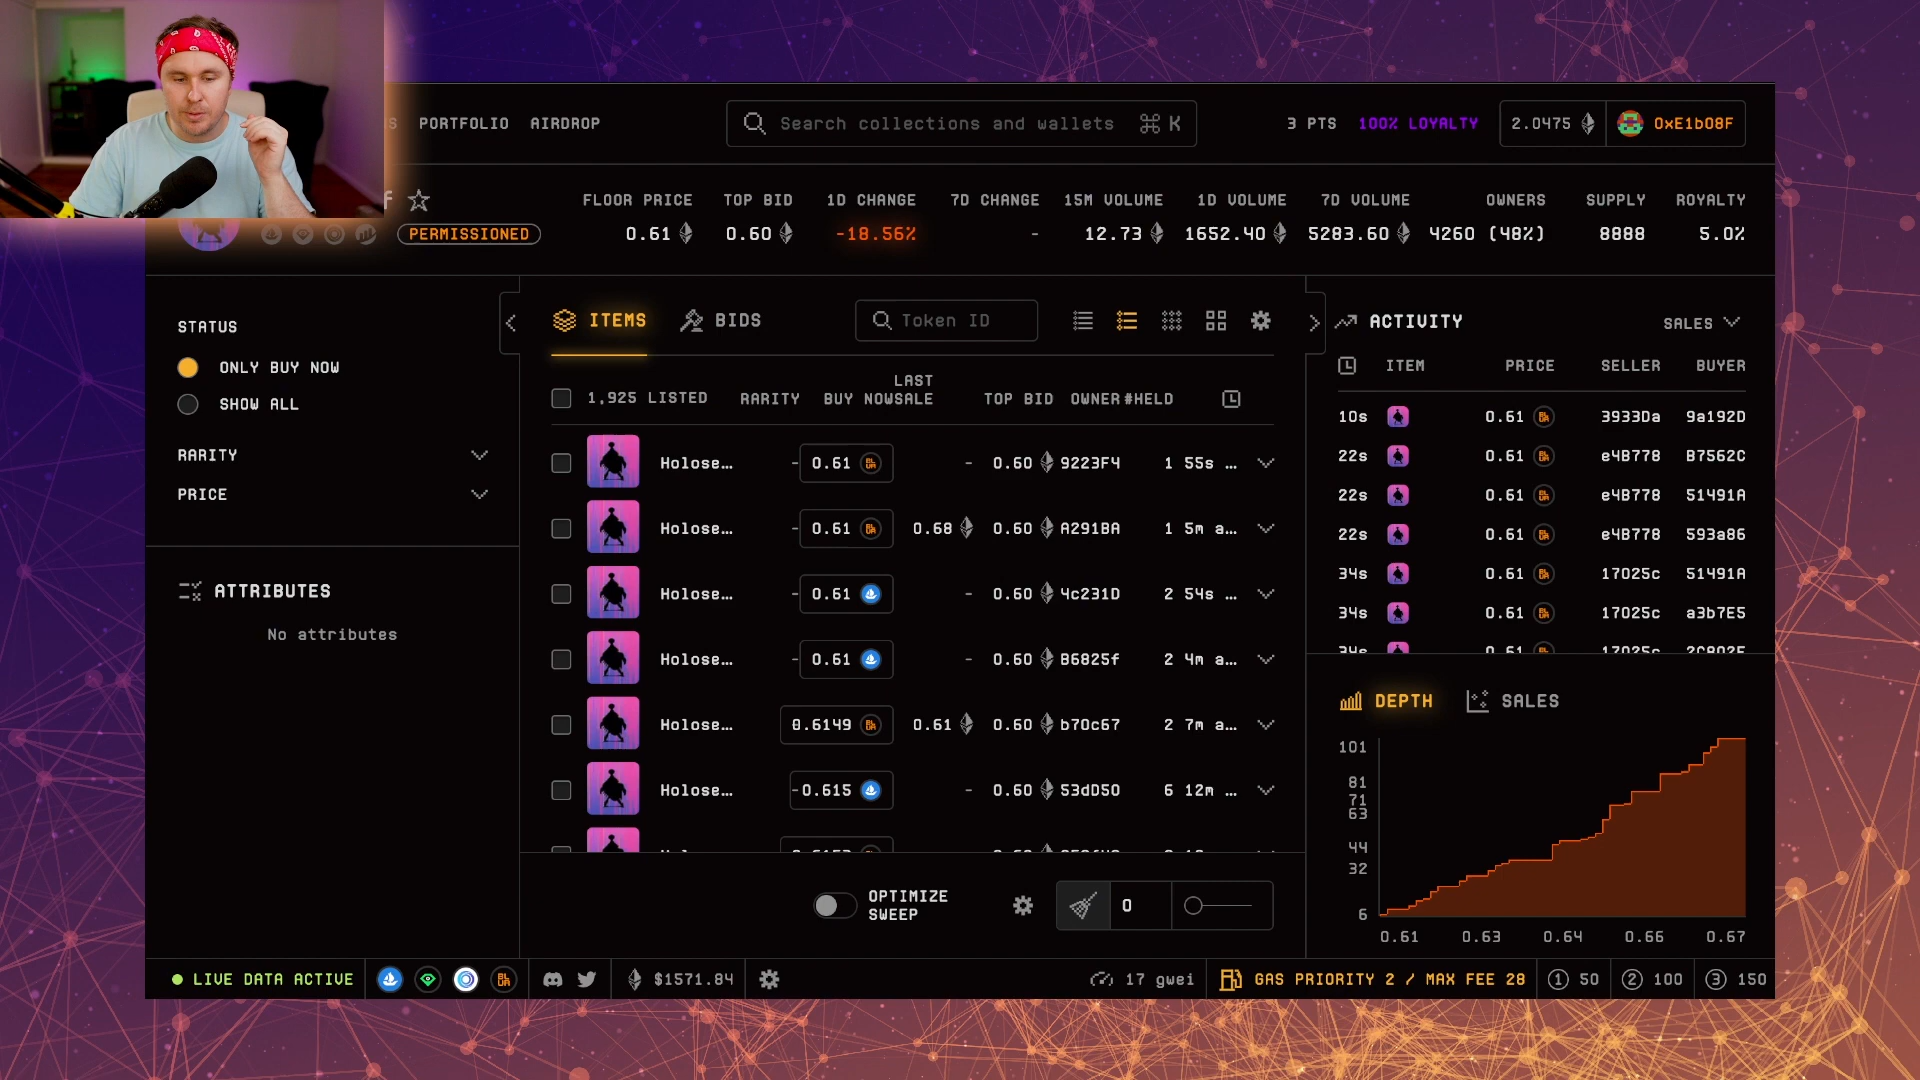 PORTFOLIO AIRDROP Search collections and wallets ⌘ K 3 PTS 100% LOYALTY 2.0475 0xE1b08F
PERMISSIONED
FLOOR PRICE TOP BID 1D CHANGE 7D CHANGE 15M VOLUME 1D VOLUME 7D VOLUME OWNERS SUPPLY ROYALTY
0.61 0.60 -18.56% - 12.73 1652.40 5283.60 4260 (48%) 8888 5.0%
STATUS
ONLY BUY NOW
SHOW ALL
RARITY
PRICE
ATTRIBUTES
No attributes
ITEMS BIDS Token ID
1,925 LISTED RARITY BUY NOW LAST SALE TOP BID OWNER #HELD
Holose... - 0.61 - 0.60 9223F4 1 55s ...
Holose... - 0.61 0.68 0.60 A291BA 1 5m a...
Holose... - 0.61 - 0.60 4c231D 2 54s ...
Holose... - 0.61 - 0.60 B6825f 2 4m a...
Holose... 0.6149 0.61 0.60 b70c67 2 7m a...
Holose... -0.615 - 0.60 53dD50 6 12m ...
OPTIMIZE
SWEEP
0
ACTIVITY SALES
ITEM PRICE SELLER BUYER
10s 0.61 3933Da 9a192D
22s 0.61 e4B778 B7562C
22s 0.61 e4B778 51491A
22s 0.61 e4B778 593a86
34s 0.61 17025c 51491A
34s 0.61 17025c a3b7E5
DEPTH SALES
101
81
71
63
44
32
6
0.61 0.63 0.64 0.66 0.67
LIVE DATA ACTIVE $1571.84 17 gwei GAS PRIORITY 2 / MAX FEE 28 1 50 2 100 3 150